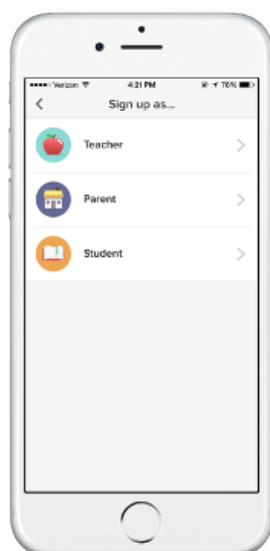 Verizon 4:21 PM 76%
Sign up as...
Teacher
Parent
Student